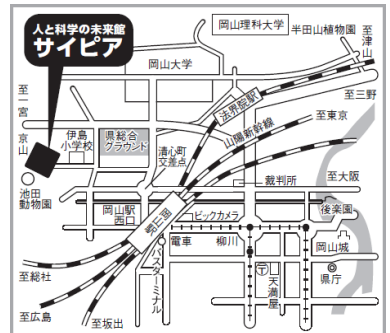 人と科学の未来館
サイピア
岡山理科大学
半田山植物園
至津山
岡山大学
法界院駅
至三野
至一宮
京山
伊島
小学校
県総合
グラウンド
清心町
交差点
山陽新幹線
至東京
池田
動物園
裁判所
至大阪
岡山駅
西口
岡山駅
ビックカメラ
後楽園
電車
柳川
岡山城
バスターミナル
天満屋
県庁
至総社
至広島
至坂出